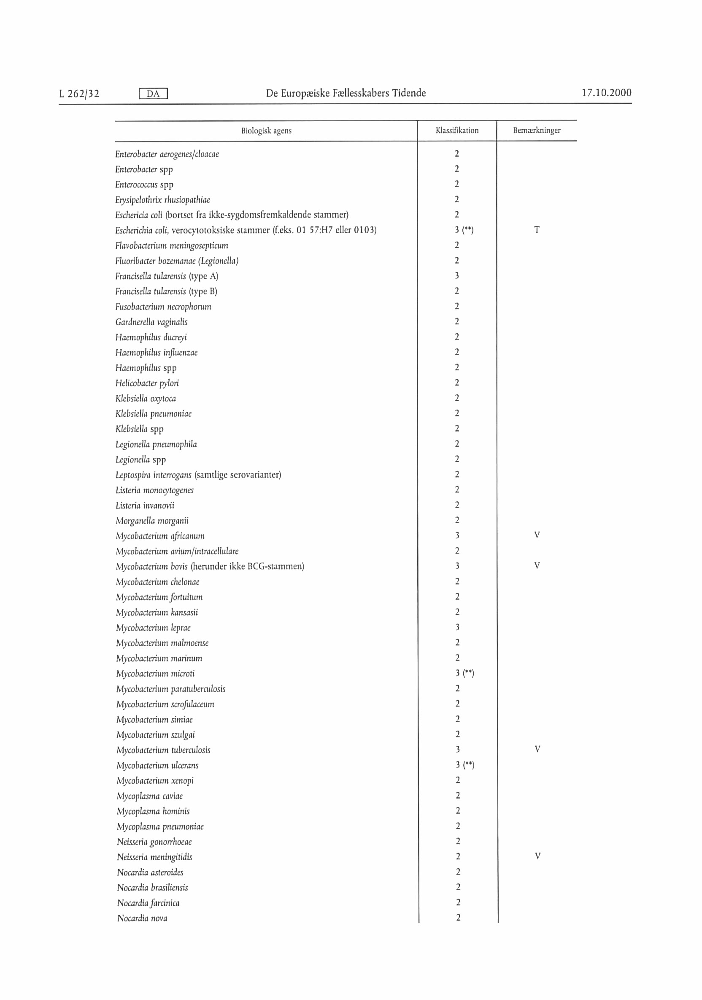 L 262/32 DA De Europæiske Fællesskabers Tidende 17.10.2000
Biologisk agens Klassifikation Bemærkninger
Enterobacter aerogenes/cloacae 2
Enterobacter spp 2
Enterococcus spp 2
Erysipelothrix rhusiopathiae 2
Eschericia coli (bortset fra ikke-sygdomsfremkaldende stammer) 2
Escherichia coli, verocytotoksiske stammer (f.eks. 01 57:H7 eller 0103) 3 (**) T
Flavobacterium meningosepticum 2
Fluoribacter bozemanae (Legionella) 2
Francisella tularensis (type A) 3
Francisella tularensis (type B) 2
Fusobacterium necrophorum 2
Gardnerella vaginalis 2
Haemophilus ducreyi 2
Haemophilus influenzae 2
Haemophilus spp 2
Helicobacter pylori 2
Klebsiella oxytoca 2
Klebsiella pneumoniae 2
Klebsiella spp 2
Legionella pneumophila 2
Legionella spp 2
Leptospira interrogans (samtlige serovarianter) 2
Listeria monocytogenes 2
Listeria invanovii 2
Morganella morganii 2
Mycobacterium africanum 3 V
Mycobacterium avium/intracellulare 2
Mycobacterium bovis (herunder ikke BCG-stammen) 3 V
Mycobacterium chelonae 2
Mycobacterium fortuitum 2
Mycobacterium kansasii 2
Mycobacterium leprae 3
Mycobacterium malmoense 2
Mycobacterium marinum 2
Mycobacterium microti 3 (**)
Mycobacterium paratuberculosis 2
Mycobacterium scrofulaceum 2
Mycobacterium simiae 2
Mycobacterium szulgai 2
Mycobacterium tuberculosis 3 V
Mycobacterium ulcerans 3 (**)
Mycobacterium xenopi 2
Mycoplasma caviae 2
Mycoplasma hominis 2
Mycoplasma pneumoniae 2
Neisseria gonorrhoeae 2
Neisseria meningitidis 2 V
Nocardia asteroides 2
Nocardia brasiliensis 2
Nocardia farcinica 2
Nocardia nova 2